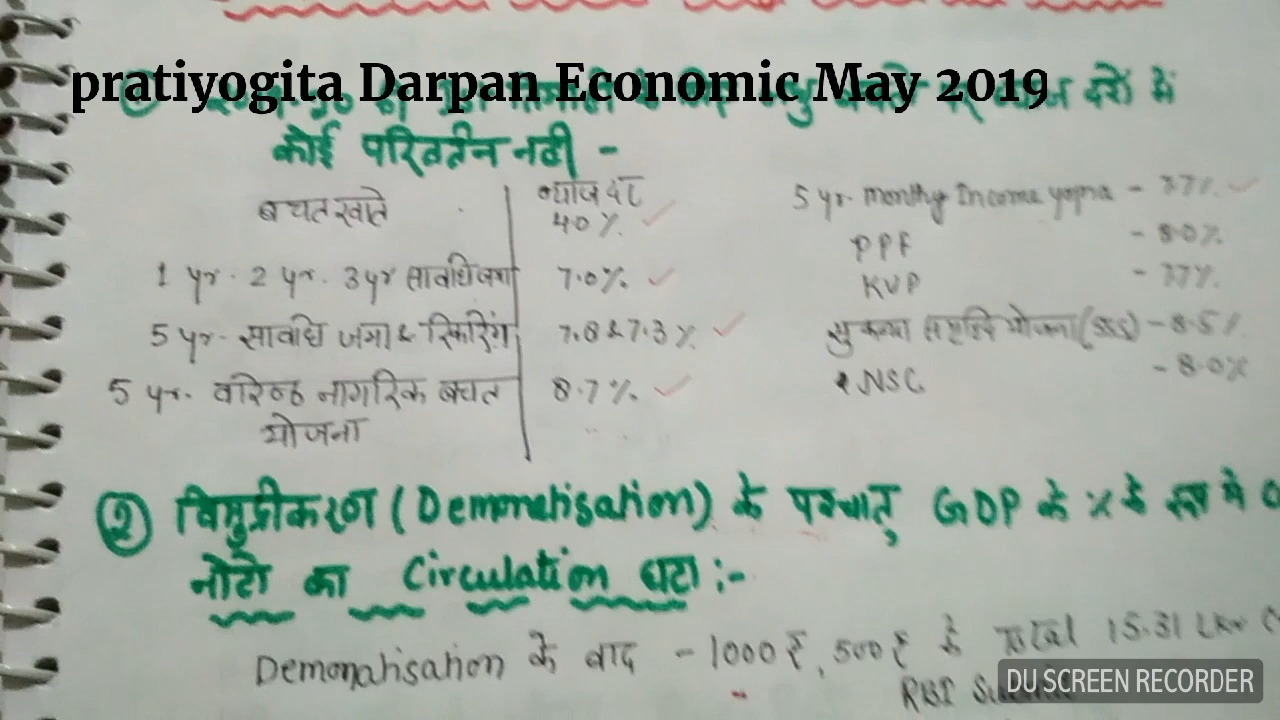 pratiyogita Darpan Economic May 2019
दरों में
कोई परिवर्तन नही -
बचत खाते
ब्याज दर
4.0%
1 yr. 2 yr. 3 yr सावधि जमा
7.0%
5 yr. सावधि जमा & रिकरिंग
7.8 & 7.3%
5 yr. वरिष्ठ नागरिक बचत
8.7%
योजना
5 yr. monthly Income yojna - 7.7%
PPF - 8.0%
KVP - 7.7%
सुकन्या समृद्धि योजना (SSS) - 8.5%
NSC - 8.0%
② विमुद्रीकरण (Demonetisation) के पश्चात् GDP के % के रूप में
नोटो का Circulation घटा :-
Demonatisation के बाद - 1000 ₹, 500 ₹ के Total 15.31 Lkr
RBI
DU SCREEN RECORDER